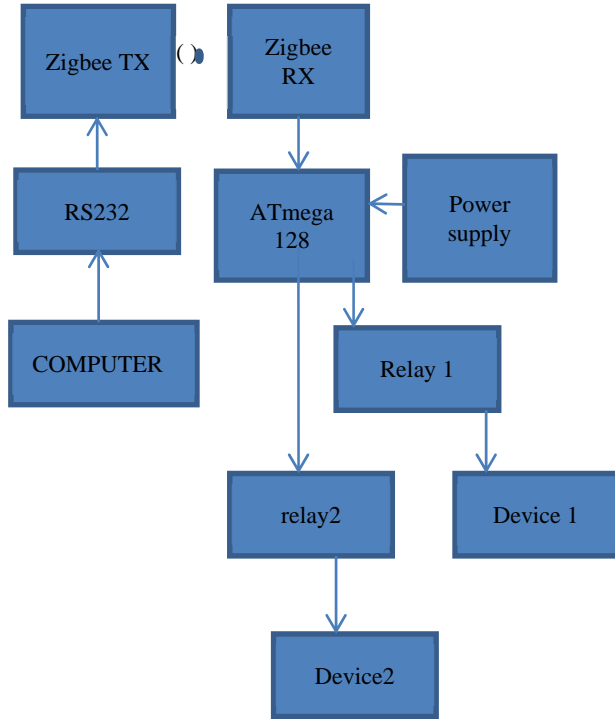 Zigbee TX
( )
Zigbee
RX
RS232
ATmega
128
Power
supply
COMPUTER
Relay 1
relay2
Device 1
Device2